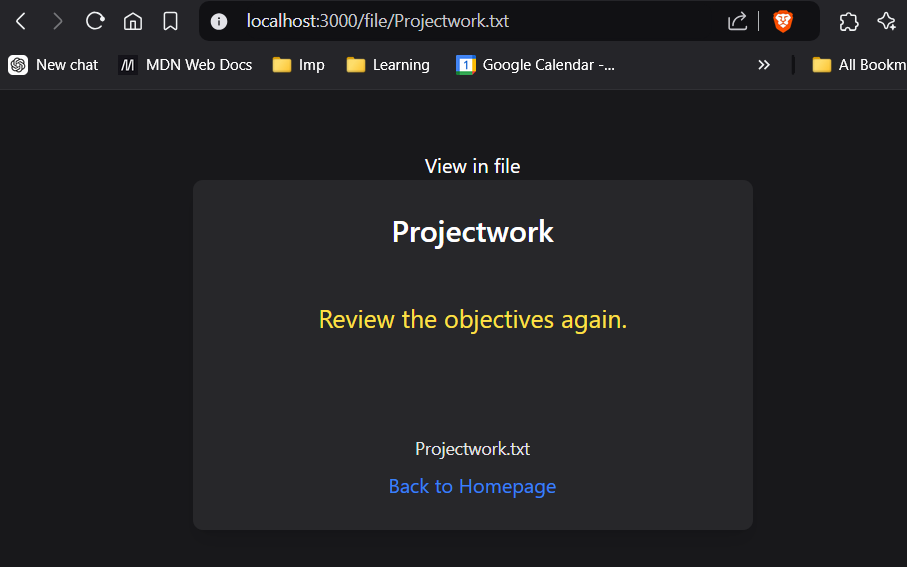 localhost:3000/file/Projectwork.txt
New chat
MDN Web Docs
Imp
Learning
1
Google Calendar -...
»
All Bookm
View in file
Projectwork
Review the objectives again.
Projectwork.txt
Back to Homepage